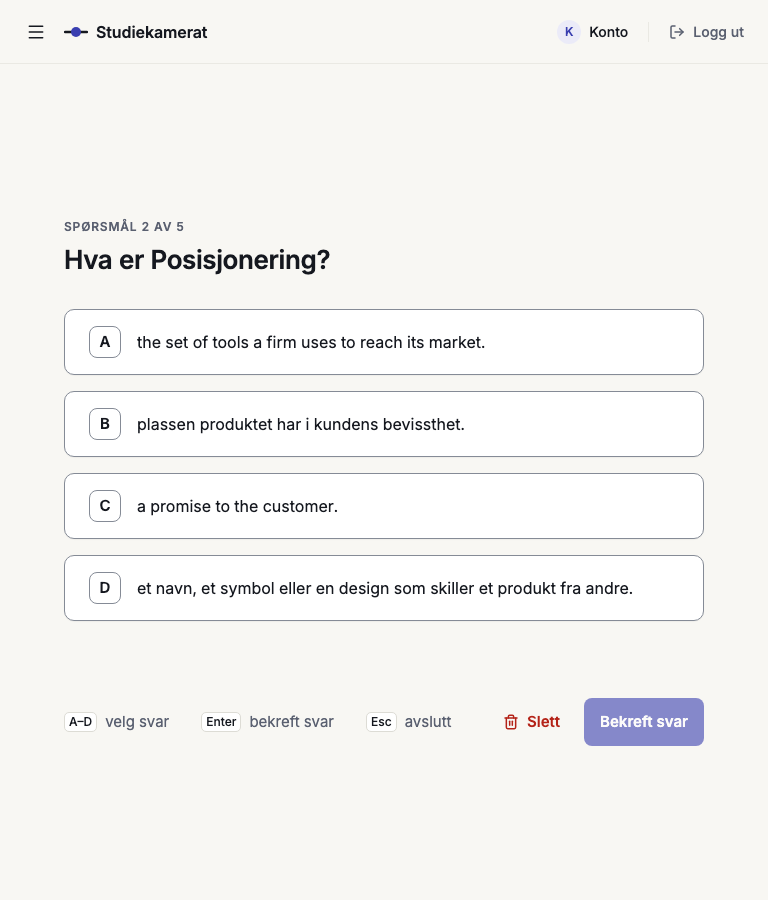 Studiekamerat
K Konto
Logg ut
SPØRSMÅL 2 AV 5
Hva er Posisjonering?
A the set of tools a firm uses to reach its market.
B plassen produktet har i kundens bevissthet.
C a promise to the customer.
D et navn, et symbol eller en design som skiller et produkt fra andre.
A–D velg svar Enter bekreft svar Esc avslutt Slett Bekreft svar